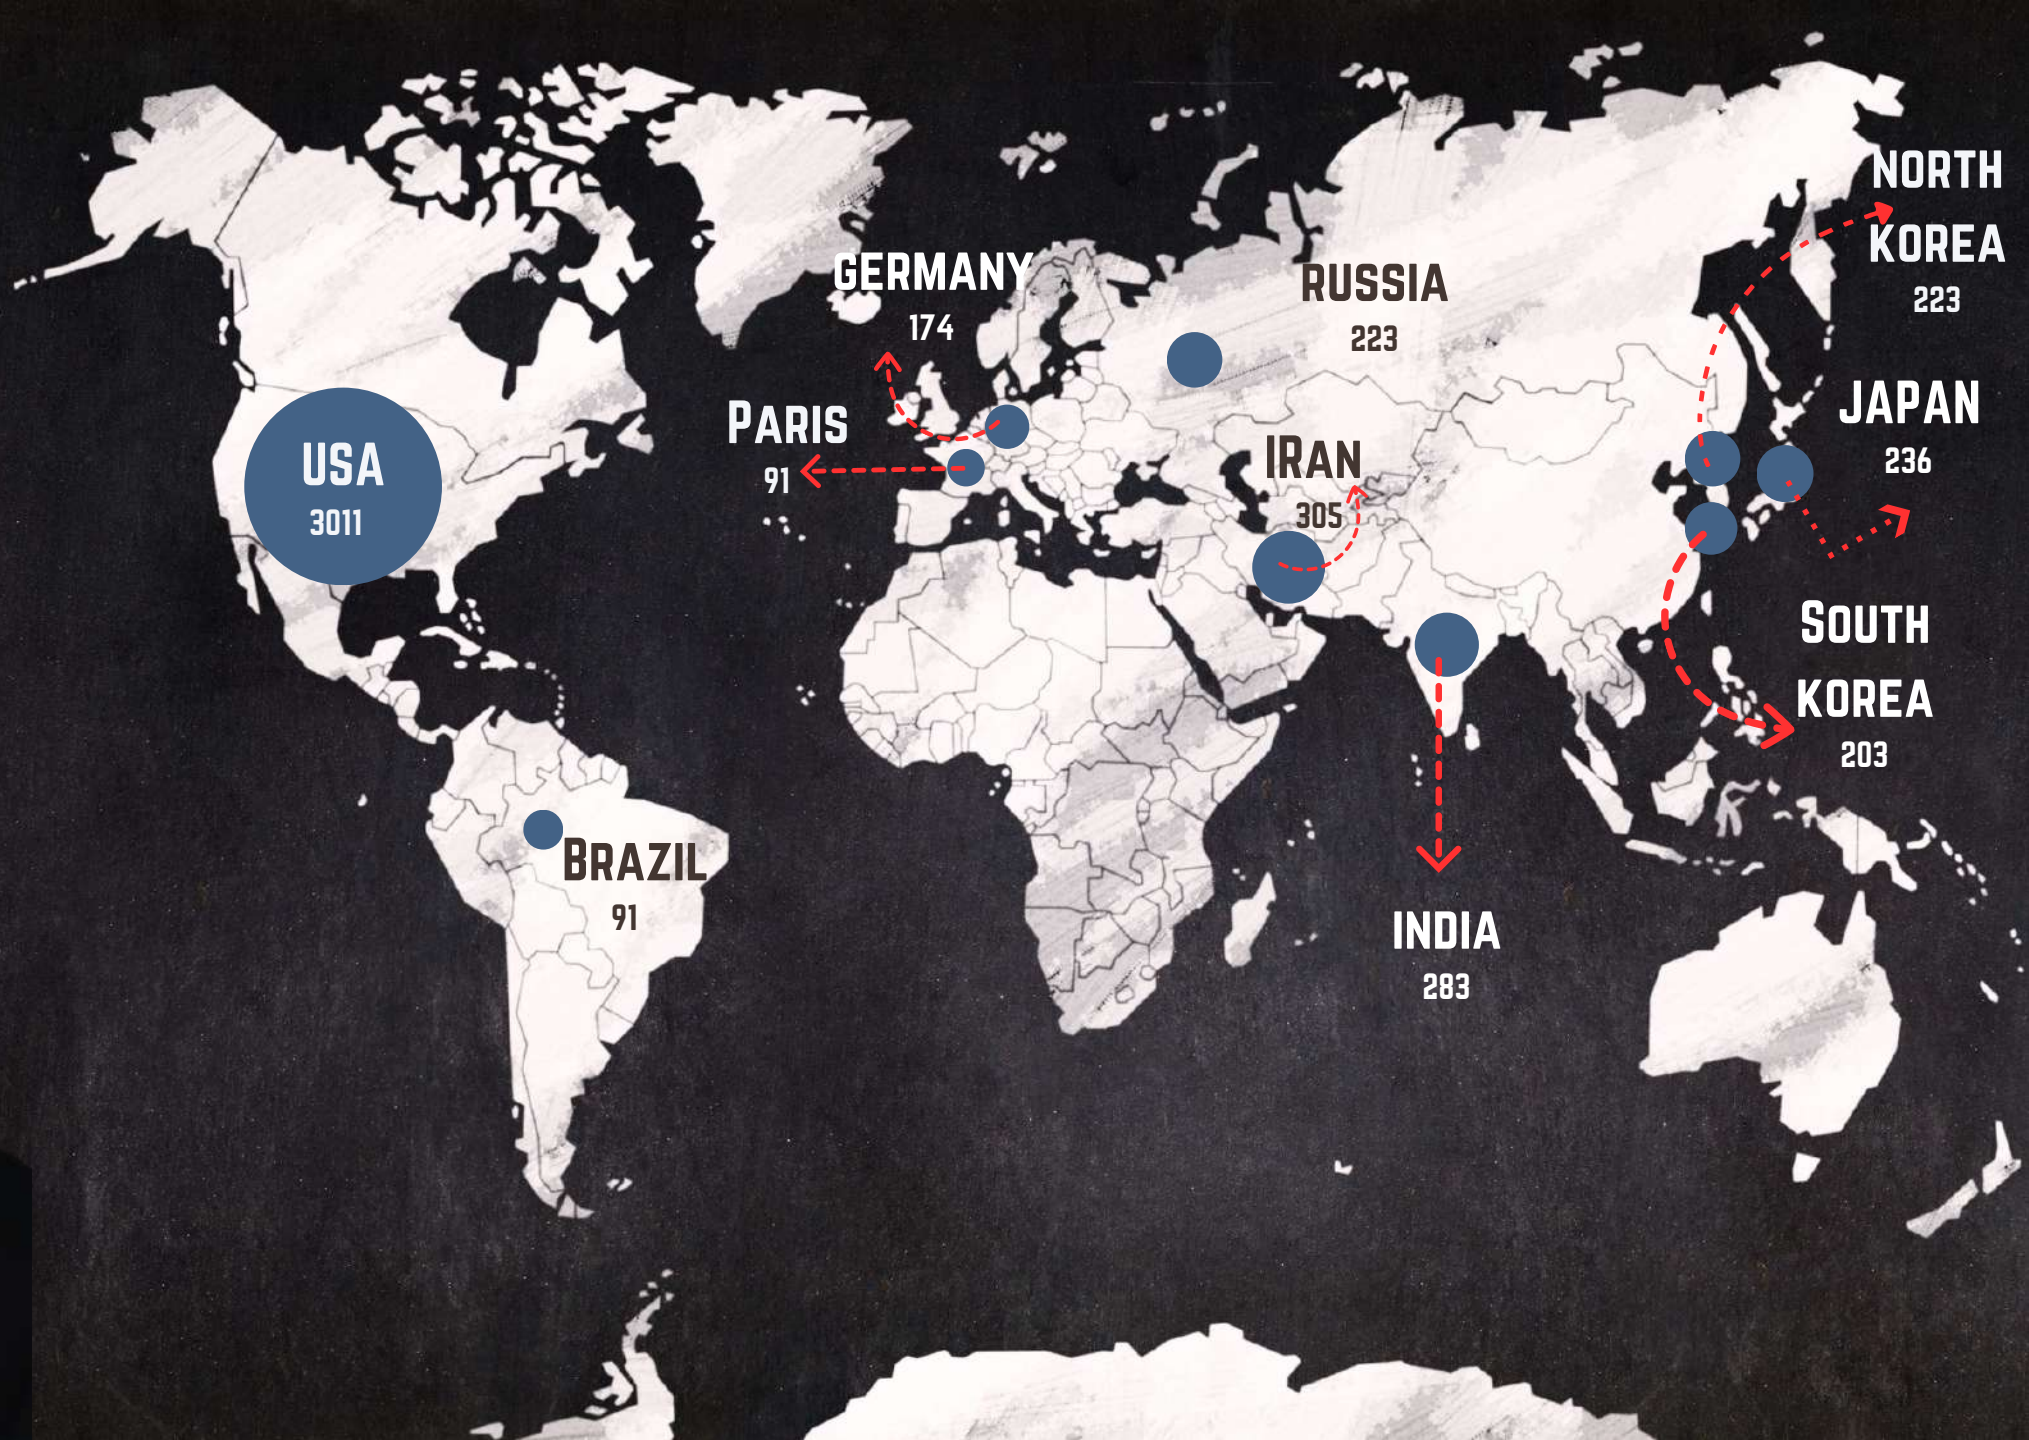 NORTH
KOREA
223
GERMANY
174
RUSSIA
223
JAPAN
236
PARIS
91
IRAN
305
USA
3011
SOUTH
KOREA
203
BRAZIL
91
INDIA
283